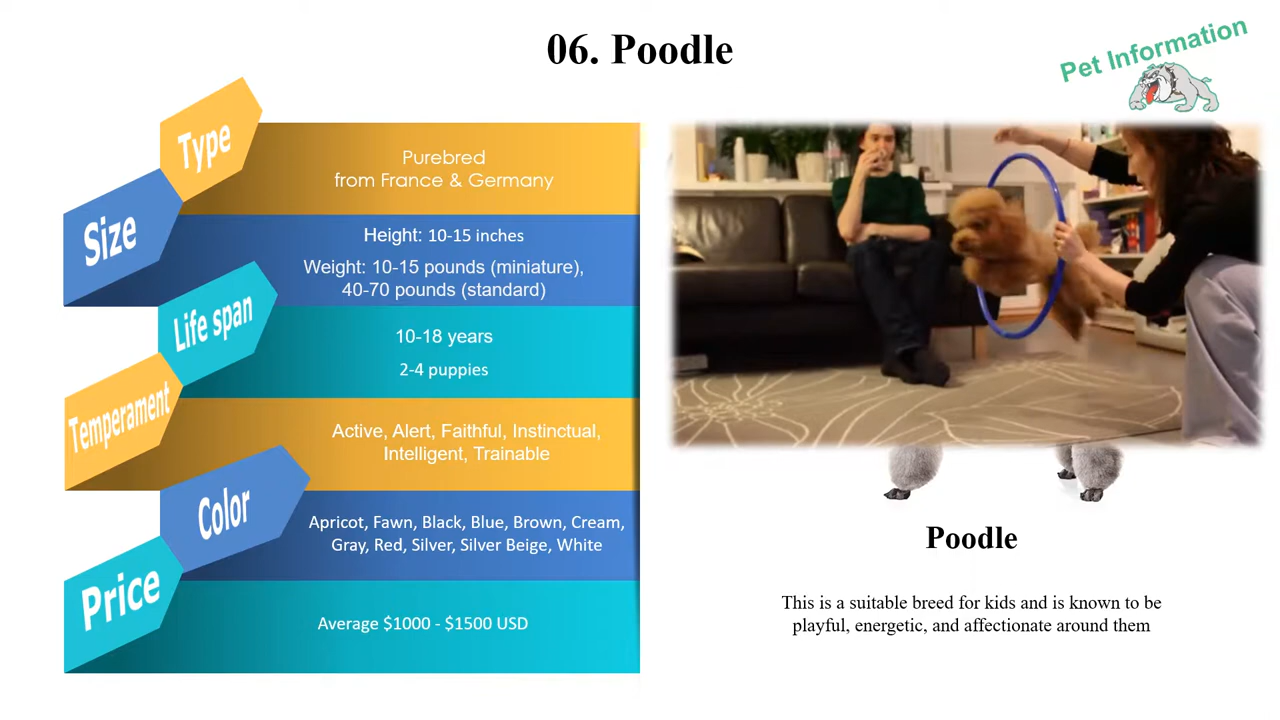 06. Poodle
Pet Information
Type
Purebred
from France & Germany
Size
Height: 10-15 inches
Weight: 10-15 pounds (miniature),
40-70 pounds (standard)
Life span
10-18 years
2-4 puppies
Temperament
Active, Alert, Faithful, Instinctual,
Intelligent, Trainable
Color
Apricot, Fawn, Black, Blue, Brown, Cream,
Gray, Red, Silver, Silver Beige, White
Price
Average $1000 - $1500 USD
Poodle
This is a suitable breed for kids and is known to be
playful, energetic, and affectionate around them